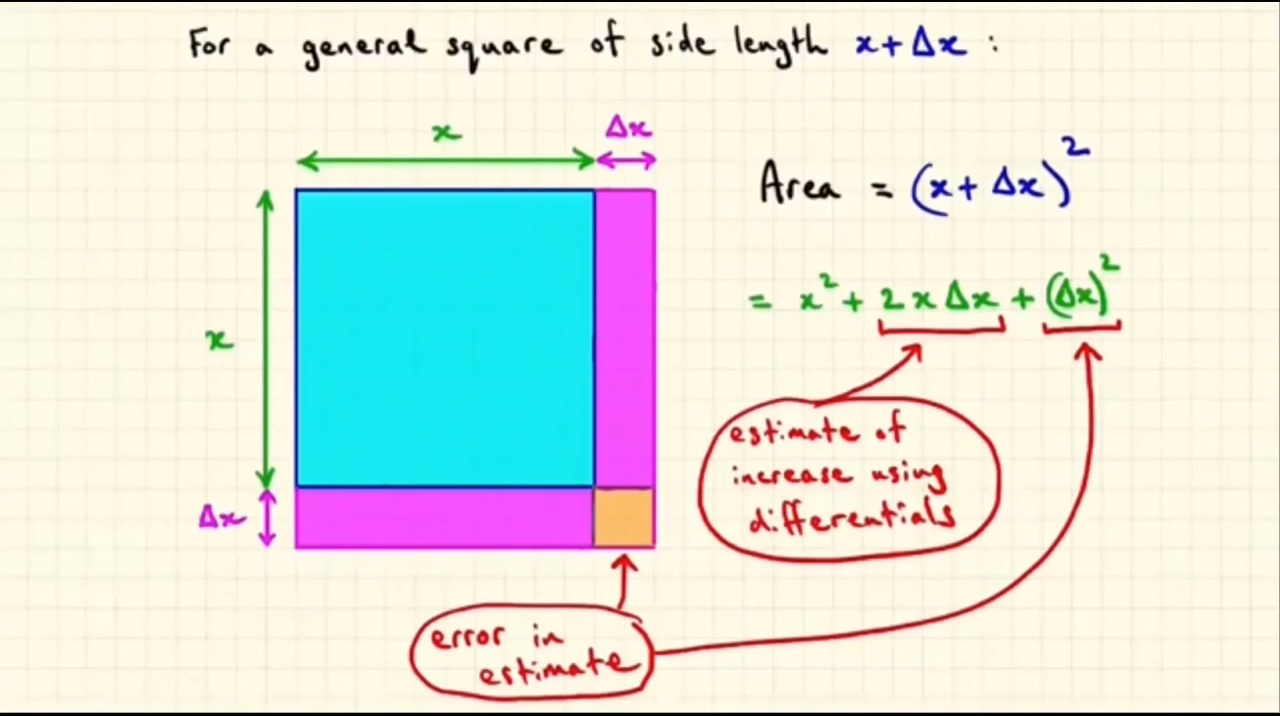 For a general square of side length x + Δx :
x
Δx
Area = (x + Δx)²
= x² + 2xΔx + (Δx)²
x
estimate of
increase using
differentials
Δx
error in
estimate